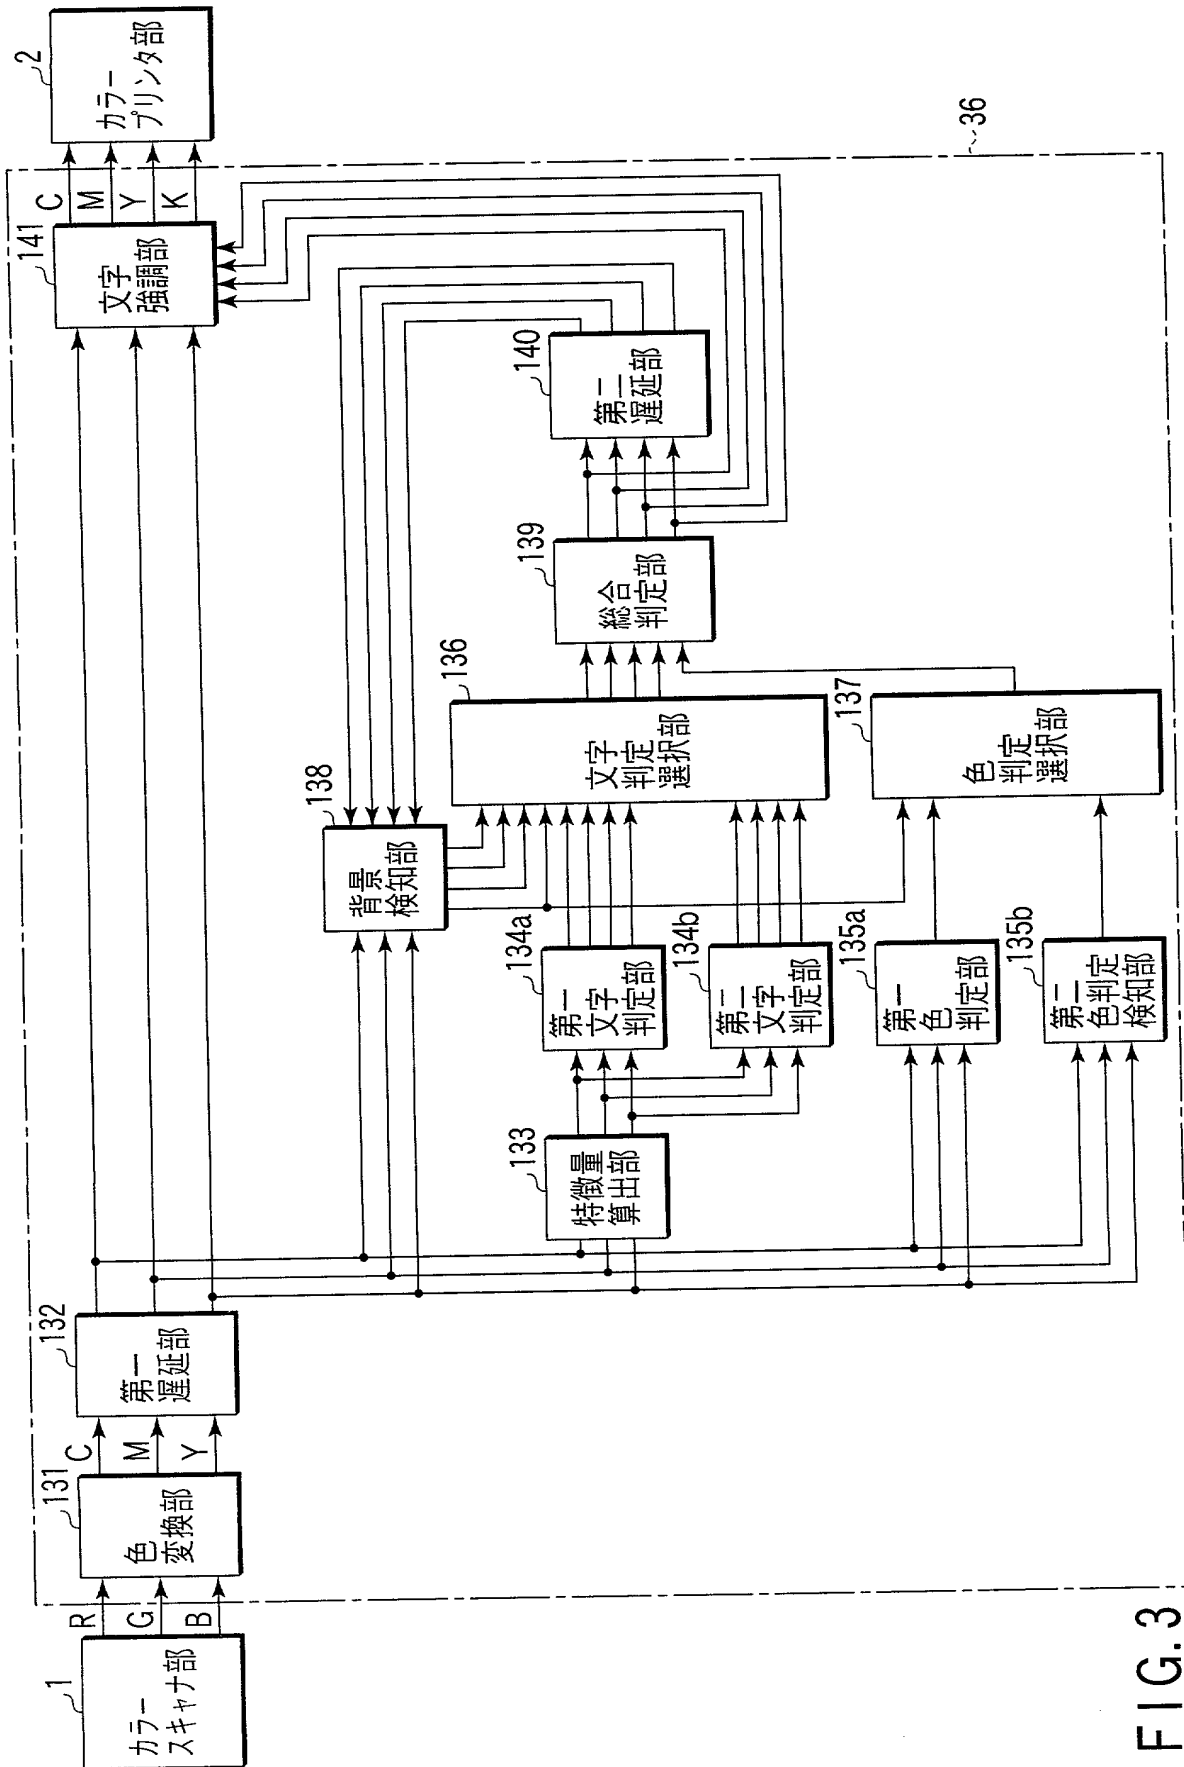 1
カラー
スキャナ部
R
G
B
131
色
変換部
C
M
Y
132
第一
遅延部
133
特徴量
算出部
134a
第一
文字
判定部
134b
第二
文字
判定部
135a
第一
色
判定部
135b
第二
色判定
検知部
138
背景
検知部
136
文字
判定
選択部
137
色
判定
選択部
139
総合
判定部
140
第二
遅延部
141
文字
強調部
C
M
Y
K
2
カラー
プリンタ部
36
FIG. 3